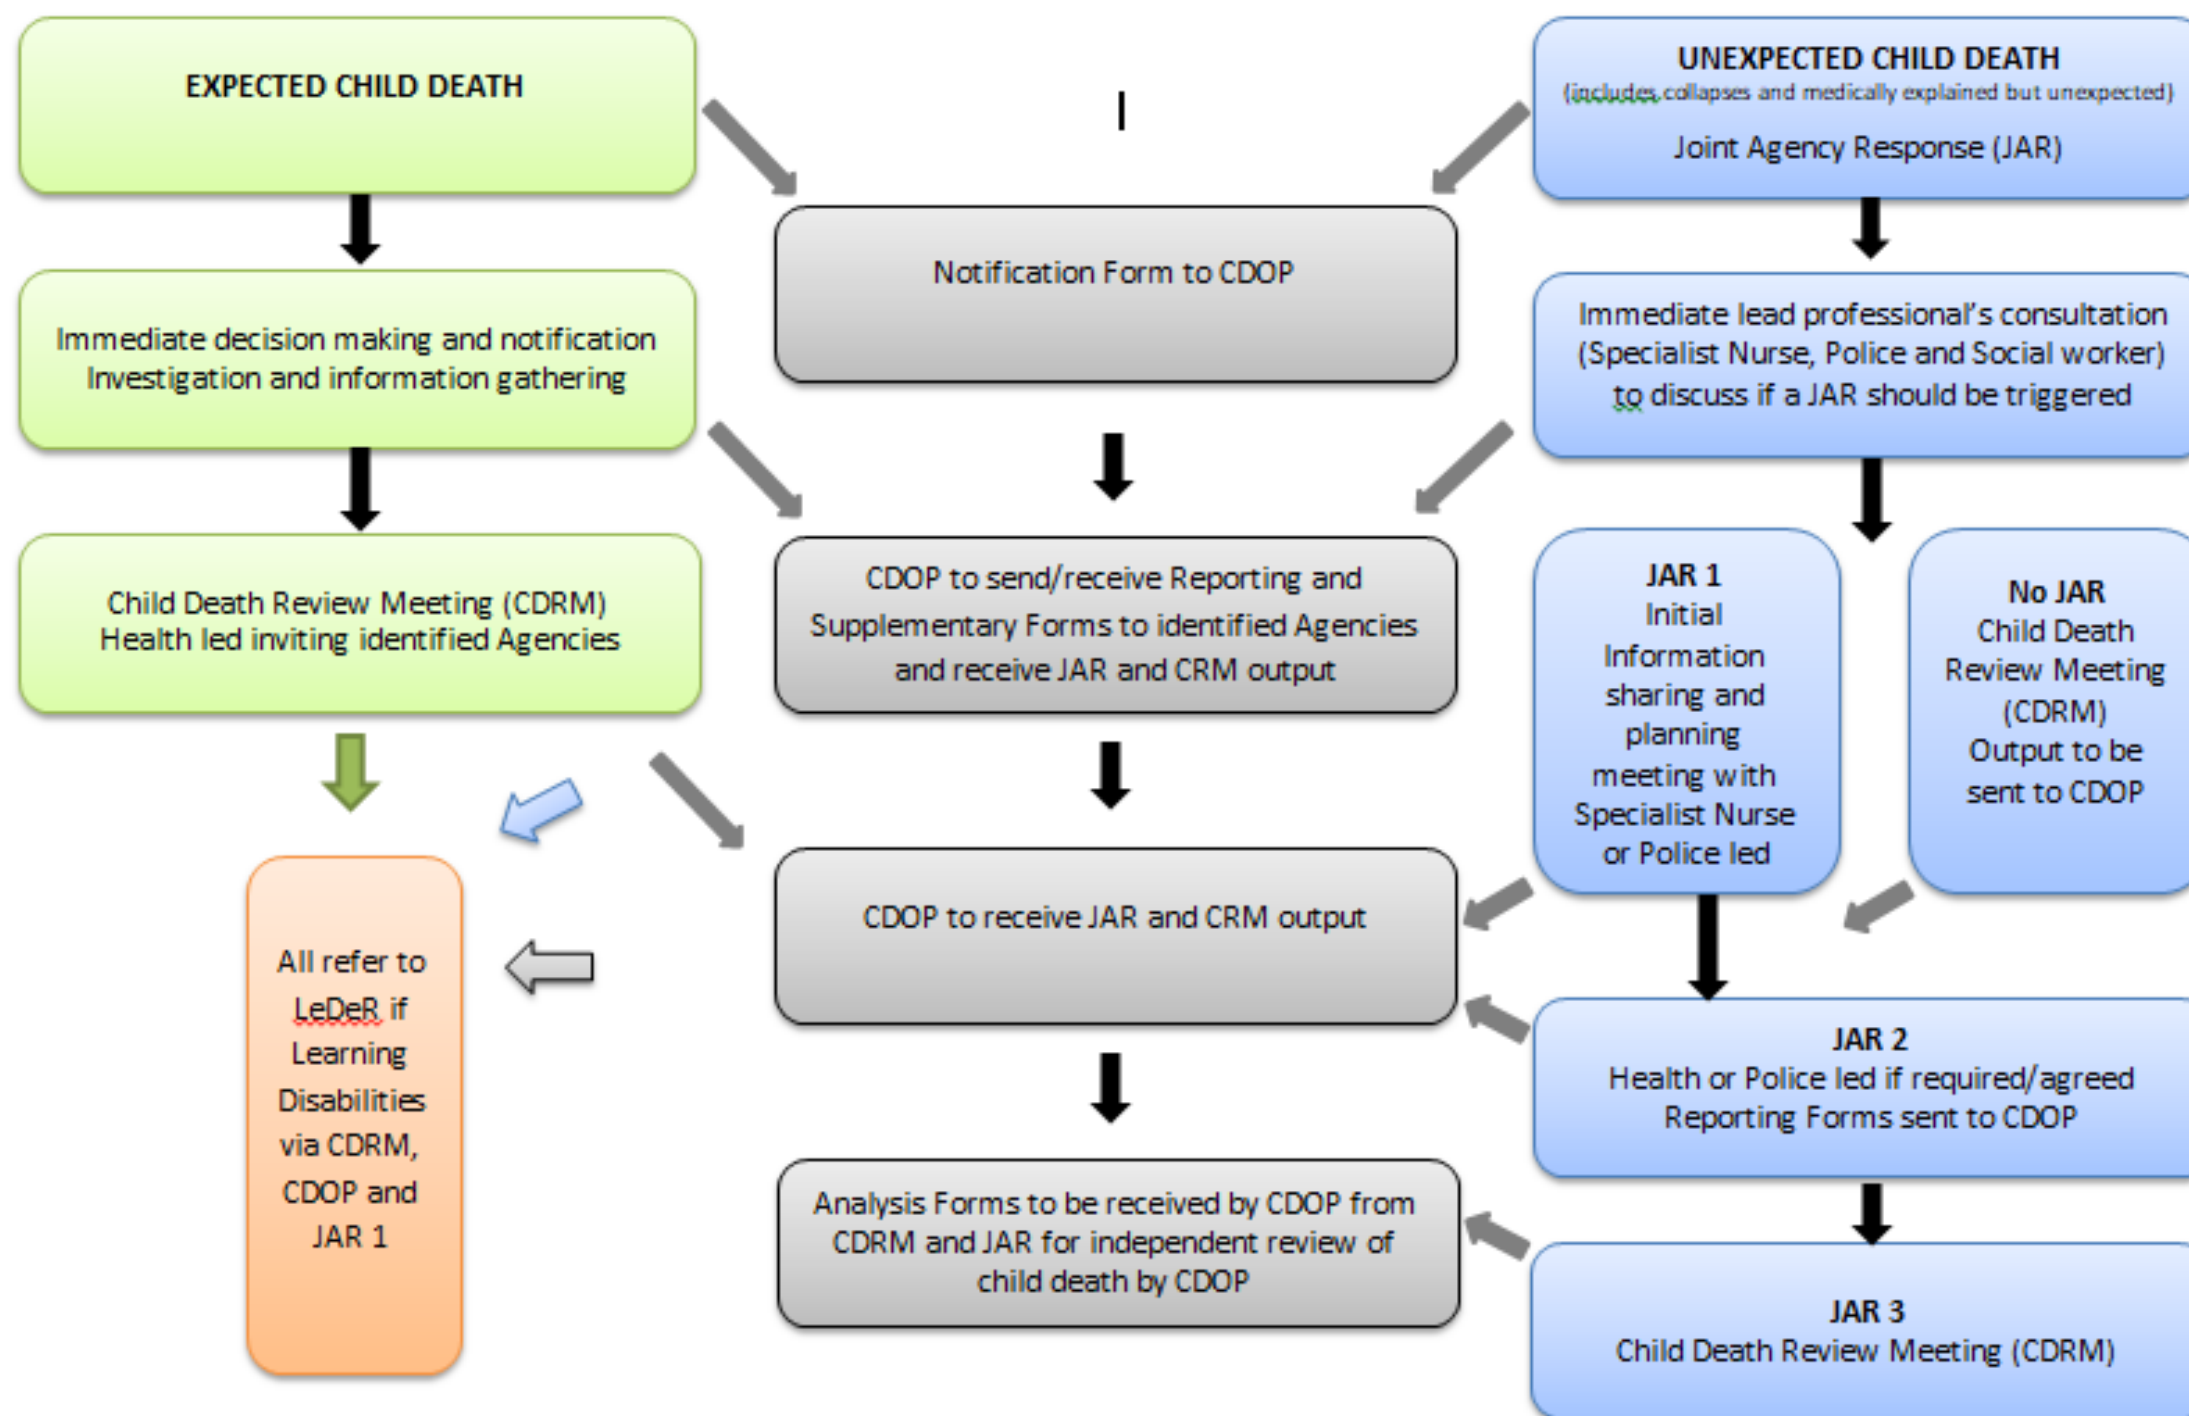 EXPECTED CHILD DEATH
Immediate decision making and notification
Investigation and information gathering
Child Death Review Meeting (CDRM)
Health led inviting identified Agencies
All refer to
LeDeR if
Learning
Disabilities
via CDRM,
CDOP and
JAR 1
Notification Form to CDOP
CDOP to send/receive Reporting and
Supplementary Forms to identified Agencies
and receive JAR and CRM output
CDOP to receive JAR and CRM output
Analysis Forms to be received by CDOP from
CDRM and JAR for independent review of
child death by CDOP
UNEXPECTED CHILD DEATH
(includes collapses and medically explained but unexpected)
Joint Agency Response (JAR)
Immediate lead professional's consultation
(Specialist Nurse, Police and Social worker)
to discuss if a JAR should be triggered
JAR 1
Initial
Information
sharing and
planning
meeting with
Specialist Nurse
or Police led
No JAR
Child Death
Review Meeting
(CDRM)
Output to be
sent to CDOP
JAR 2
Health or Police led if required/agreed
Reporting Forms sent to CDOP
JAR 3
Child Death Review Meeting (CDRM)